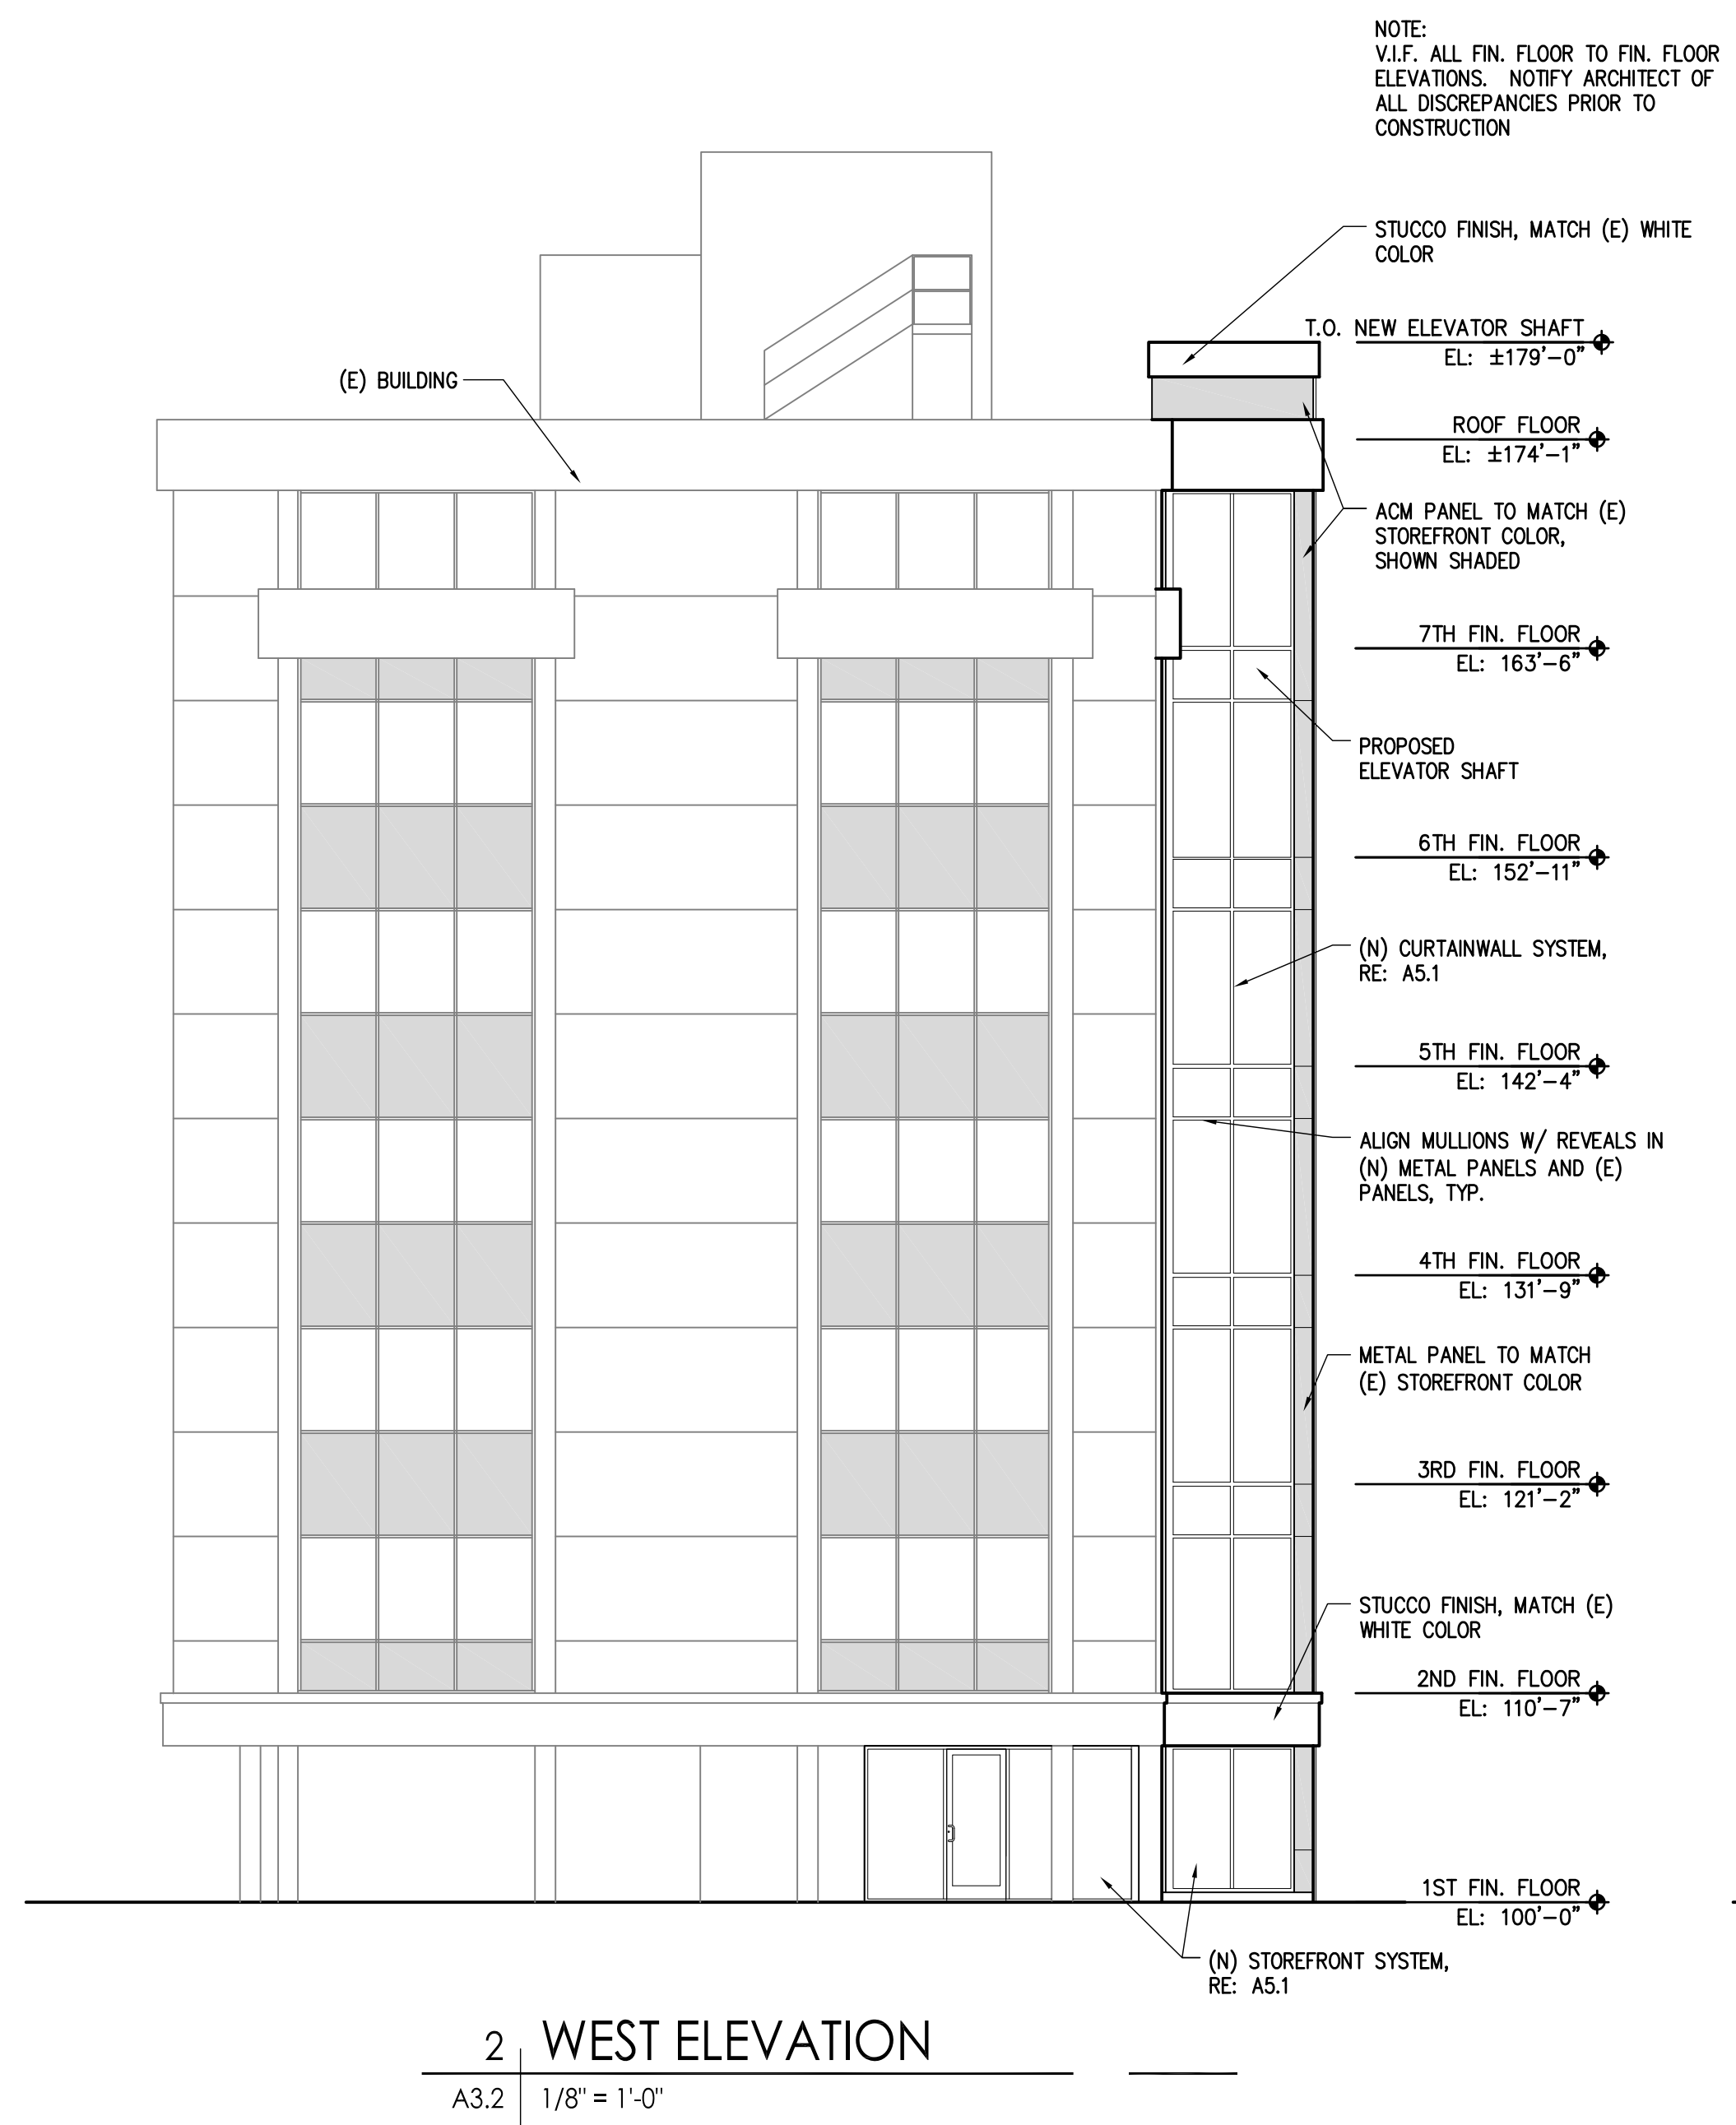 NOTE:
V.I.F. ALL FIN. FLOOR TO FIN. FLOOR
ELEVATIONS. NOTIFY ARCHITECT OF
ALL DISCREPANCIES PRIOR TO
CONSTRUCTION
STUCCO FINISH, MATCH (E) WHITE
COLOR
T.O. NEW ELEVATOR SHAFT
EL: ±179'-0"
(E) BUILDING
ROOF FLOOR
EL: ±174'-1"
ACM PANEL TO MATCH (E)
STOREFRONT COLOR,
SHOWN SHADED
7TH FIN. FLOOR
EL: 163'-6"
PROPOSED
ELEVATOR SHAFT
6TH FIN. FLOOR
EL: 152'-11"
(N) CURTAINWALL SYSTEM,
RE: A5.1
5TH FIN. FLOOR
EL: 142'-4"
ALIGN MULLIONS W/ REVEALS IN
(N) METAL PANELS AND (E)
PANELS, TYP.
4TH FIN. FLOOR
EL: 131'-9"
METAL PANEL TO MATCH
(E) STOREFRONT COLOR
3RD FIN. FLOOR
EL: 121'-2"
STUCCO FINISH, MATCH (E)
WHITE COLOR
2ND FIN. FLOOR
EL: 110'-7"
1ST FIN. FLOOR
EL: 100'-0"
(N) STOREFRONT SYSTEM,
RE: A5.1
2 WEST ELEVATION
A3.2 1/8" = 1'-0"